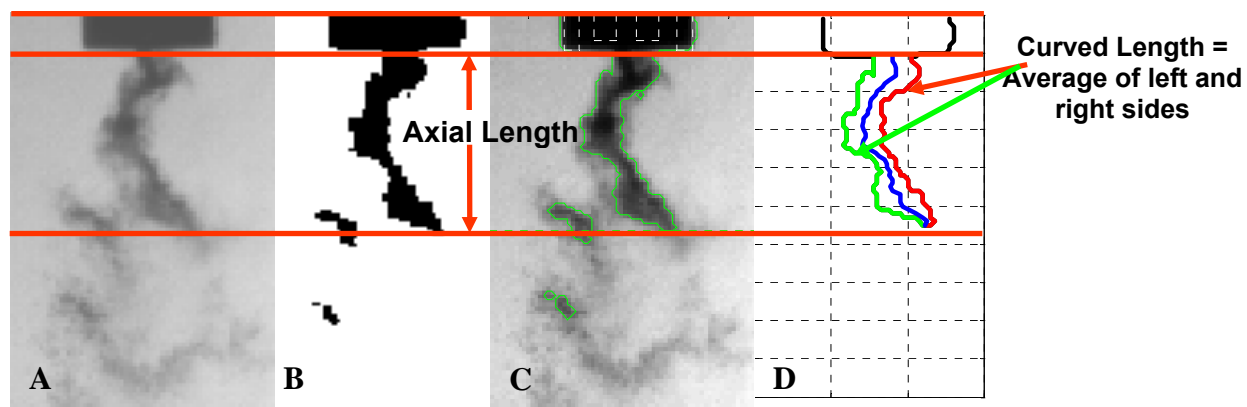 Curved Length =
Average of left and
right sides
Axial Length
A
B
C
D